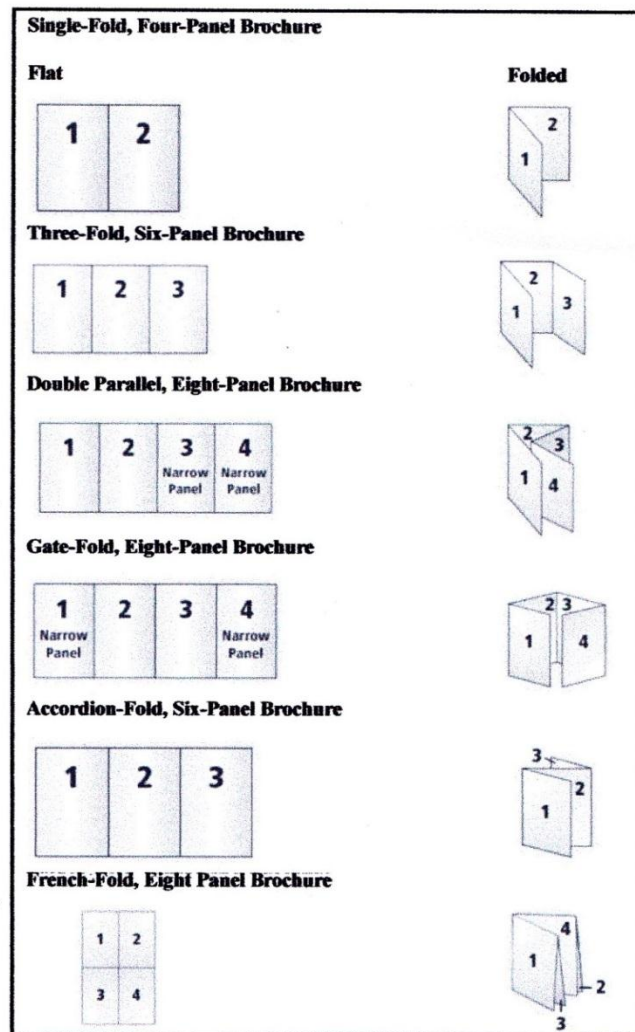 Single-Fold, Four-Panel Brochure
Flat Folded
1 2
2
1
Three-Fold, Six-Panel Brochure
1 2 3
2
1 3
Double Parallel, Eight-Panel Brochure
1 2 3 4
Narrow Narrow
Panel Panel
2 3
1 4
Gate-Fold, Eight-Panel Brochure
1 2 3 4
Narrow Narrow
Panel Panel
2 3
1 4
Accordion-Fold, Six-Panel Brochure
1 2 3
3
2
1
French-Fold, Eight Panel Brochure
1 2
3 4
4
1
2
3